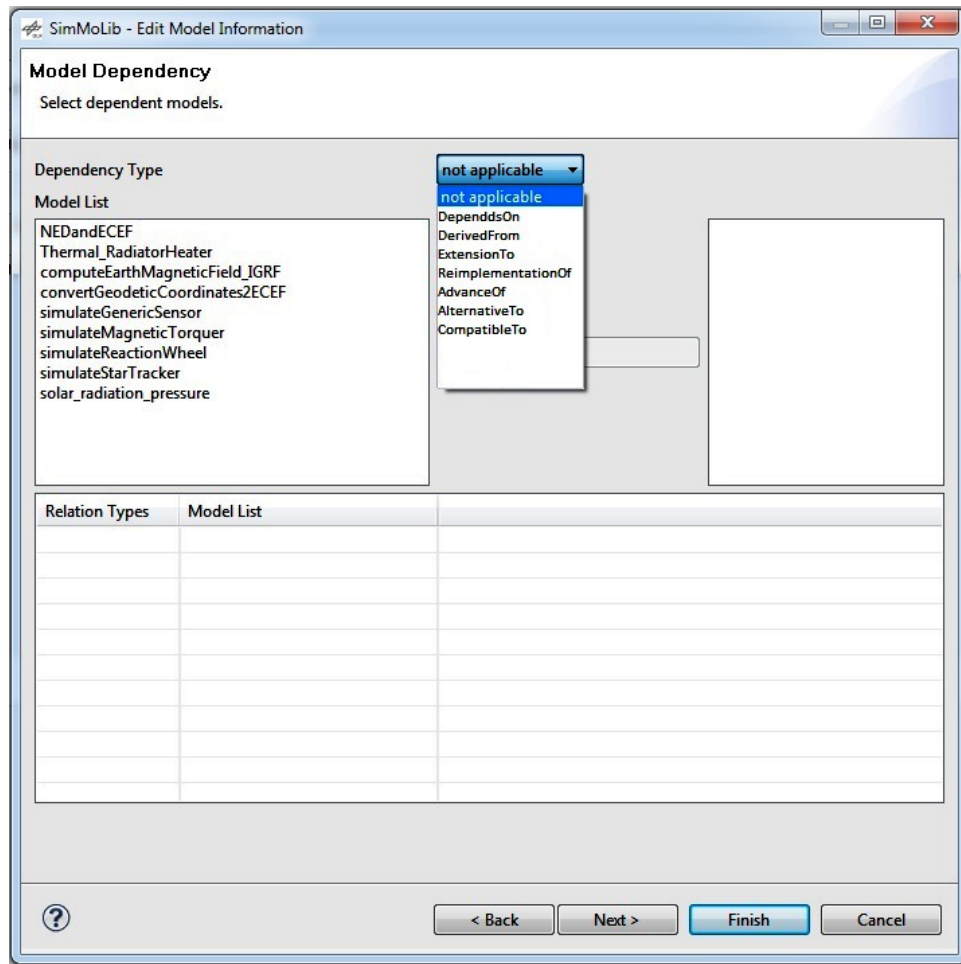 SimMoLib - Edit Model Information
Model Dependency
Select dependent models.
Dependency Type
not applicable
not applicable
DependdsOn
DerivedFrom
ExtensionTo
ReimplementationOf
AdvanceOf
AlternativeTo
CompatibleTo
Model List
NEDandECEF
Thermal_RadiatorHeater
computeEarthMagneticField_IGRF
convertGeodeticCoordinates2ECEF
simulateGenericSensor
simulateMagneticTorquer
simulateReactionWheel
simulateStarTracker
solar_radiation_pressure
Relation Types Model List
< Back Next > Finish Cancel